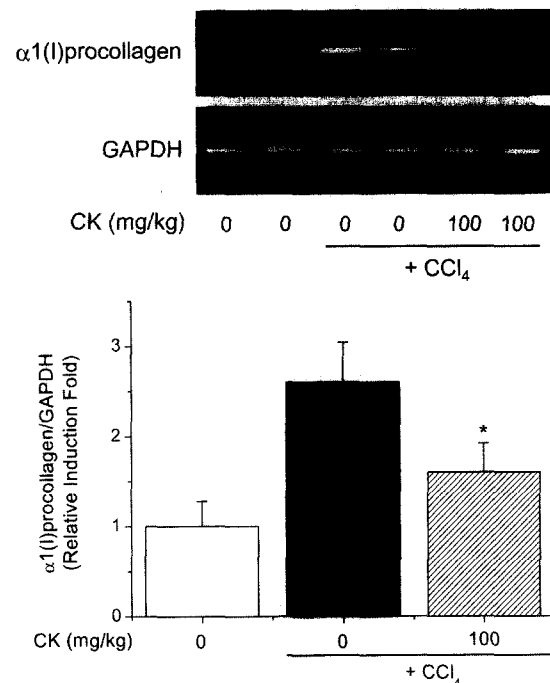 α1(I)procollagen
GAPDH
CK (mg/kg) 0 0 0 0 100 100
+ CCl₄
α1(I)procollagen/GAPDH
(Relative Induction Fold)
3
2
1
0
*
CK (mg/kg) 0 0 100
+ CCl₄